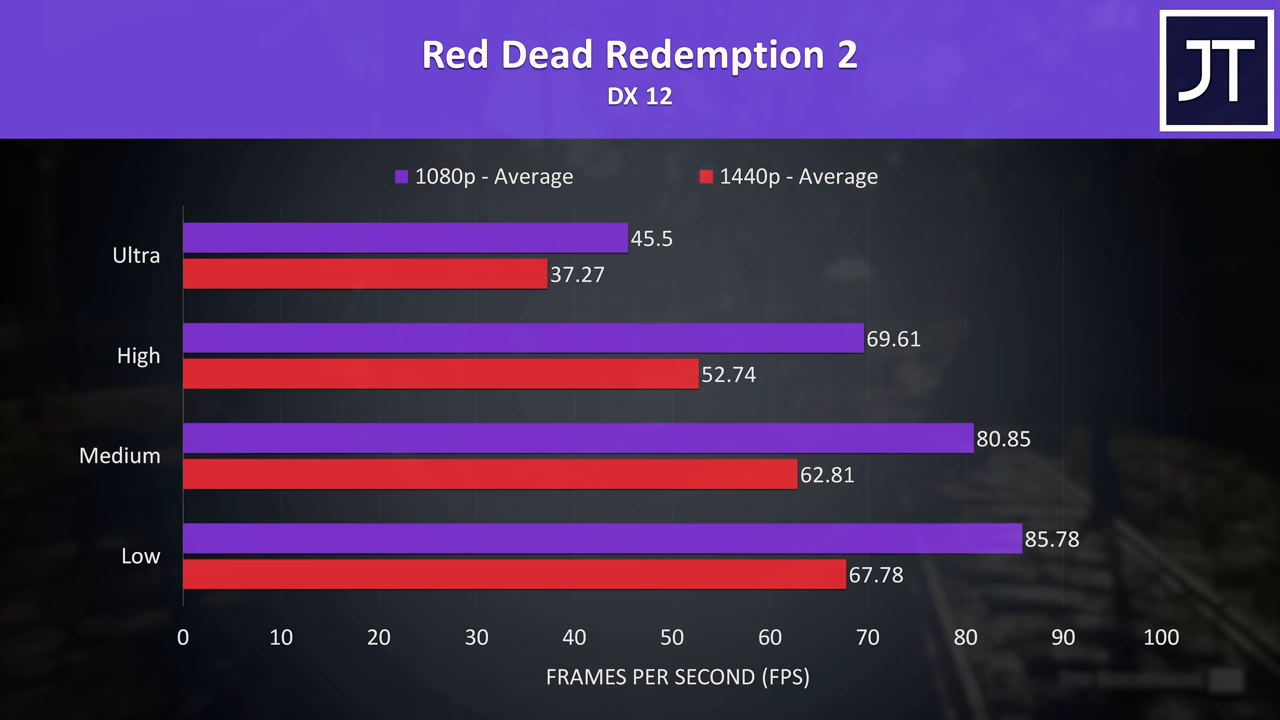 Red Dead Redemption 2
DX 12
JT
1080p - Average
1440p - Average
Ultra
45.5
37.27
High
69.61
52.74
Medium
80.85
62.81
Low
85.78
67.78
0 10 20 30 40 50 60 70 80 90 100
FRAMES PER SECOND (FPS)